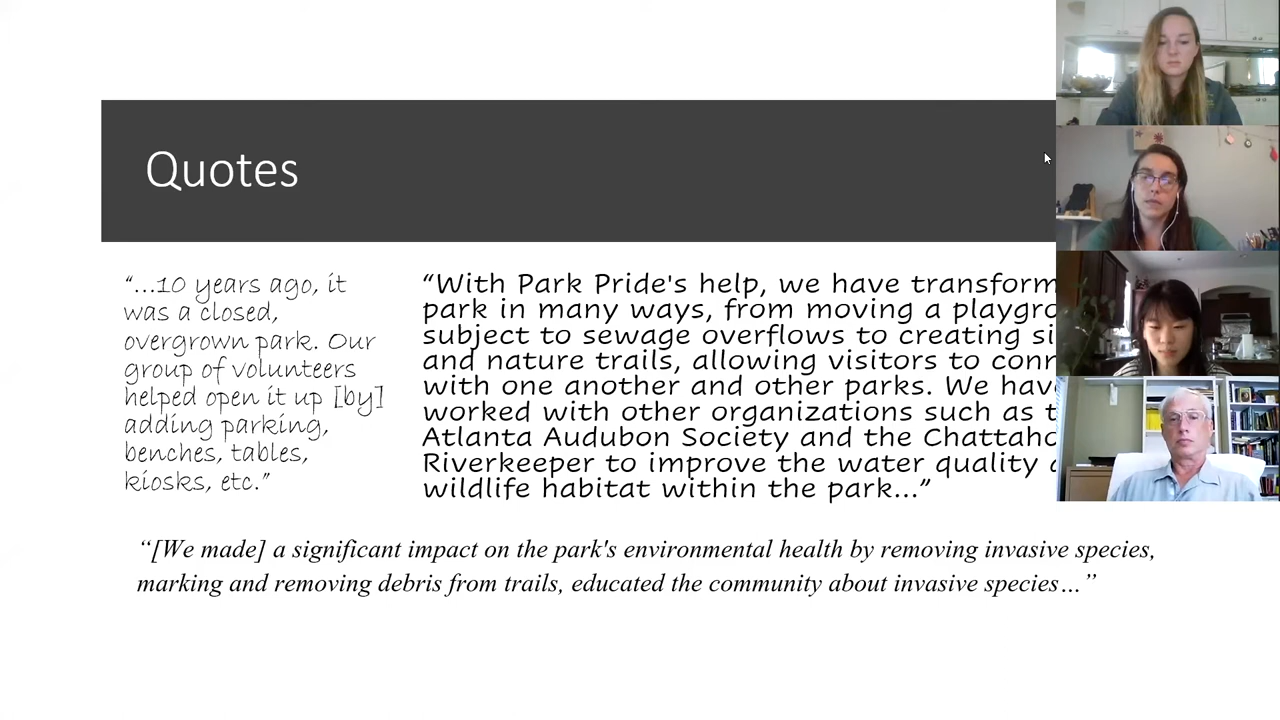 Quotes
“...10 years ago, it
was a closed,
overgrown park. Our
group of volunteers
helped open it up [by]
adding parking,
benches, tables,
kiosks, etc.”
“With Park Pride's help, we have transform
park in many ways, from moving a playgro
subject to sewage overflows to creating si
and nature trails, allowing visitors to conn
with one another and other parks. We have
worked with other organizations such as t
Atlanta Audubon Society and the Chattaho
Riverkeeper to improve the water quality
wildlife habitat within the park...”
“[We made] a significant impact on the park's environmental health by removing invasive species,
marking and removing debris from trails, educated the community about invasive species…”